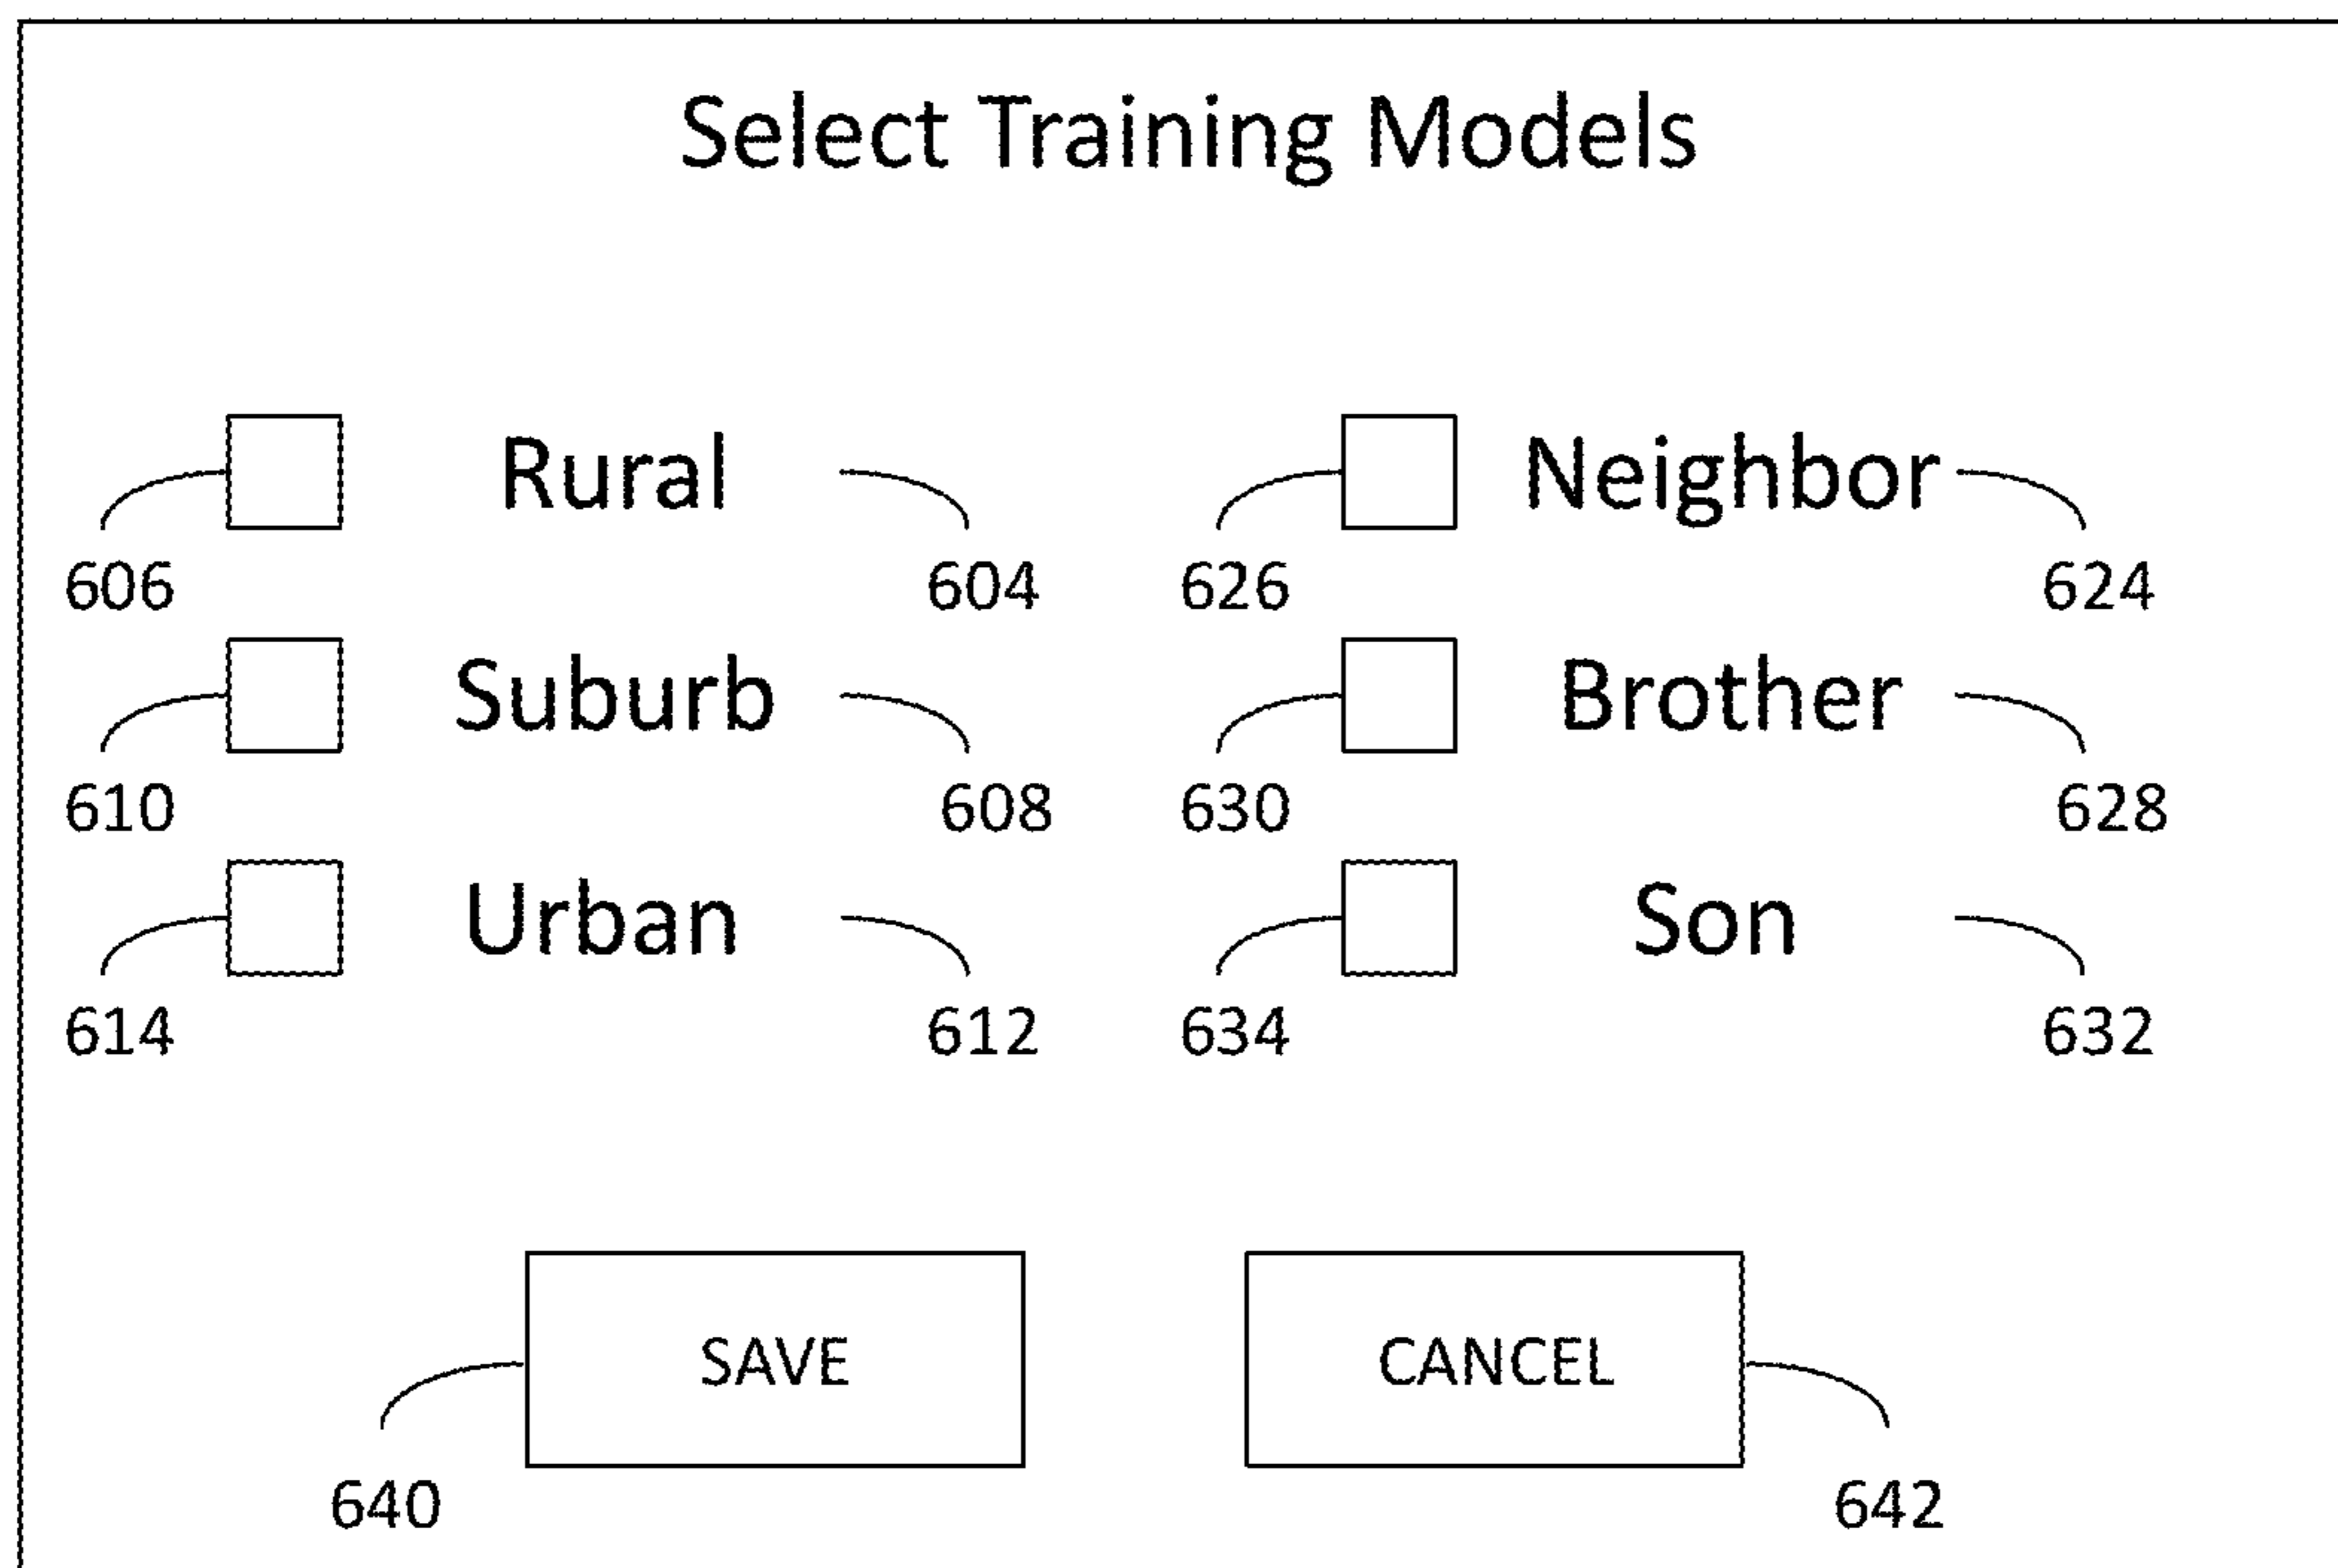 Select Training Models
Rural Neighbor
606 604 626 624
Suburb Brother
610 608 630 628
Urban Son
614 612 634 632
SAVE CANCEL
640 642